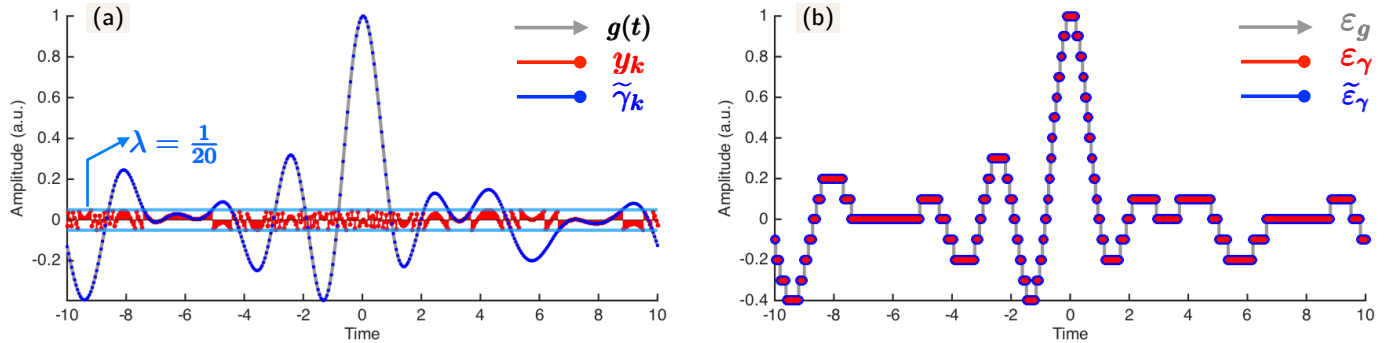 (a)
g(t)
y_k
γ̃_k
λ = 1/20
Amplitude (a.u.)
1
0.8
0.6
0.4
0.2
0
-0.2
-10 -8 -6 -4 -2 0 2 4 6 8 10
Time
(b)
ε_g
ε_γ
ε̃_γ
Amplitude (a.u.)
1
0.8
0.6
0.4
0.2
0
-0.2
-0.4
-10 -8 -6 -4 -2 0 2 4 6 8 10
Time